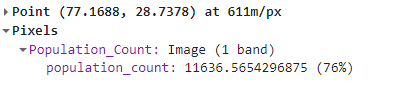 Point (77.1688, 28.7378) at 611m/px
Pixels
Population_Count: Image (1 band)
population_count: 11636.5654296875 (76%)